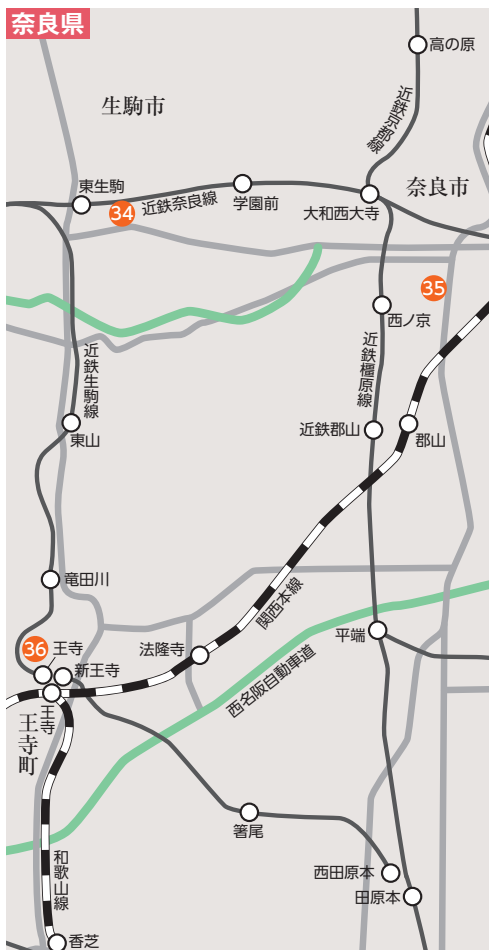 奈良県
高の原
生駒市
近鉄京都線
東生駒
34
近鉄奈良線
学園前
大和西大寺
奈良市
35
西ノ京
近鉄生駒線
近鉄橿原線
東山
近鉄郡山
郡山
竜田川
関西本線
36
王寺
新王寺
法隆寺
平端
王寺
王寺町
西名阪自動車道
箸尾
和歌山線
西田原本
田原本
香芝